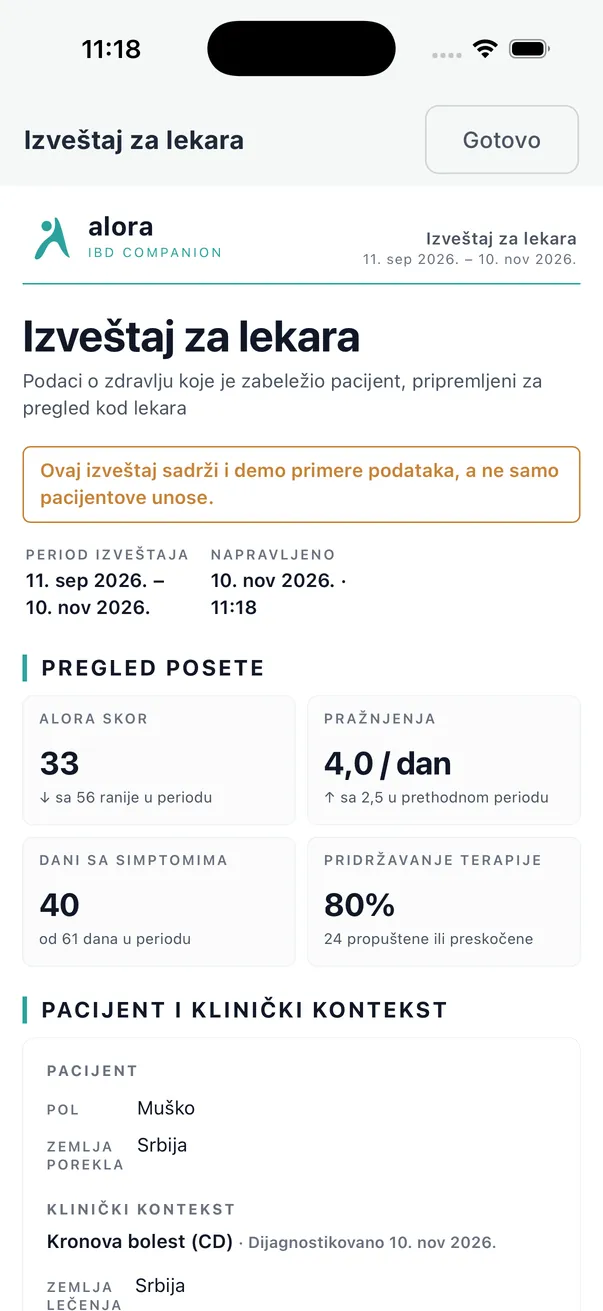 11:18
Izveštaj za lekara
Gotovo
alora
IBD COMPANION
Izveštaj za lekara
11. sep 2026. – 10. nov 2026.
Izveštaj za lekara
Podaci o zdravlju koje je zabeležio pacijent, pripremljeni za
pregled kod lekara
Ovaj izveštaj sadrži i demo primere podataka, a ne samo
pacijentove unose.
PERIOD IZVEŠTAJA
11. sep 2026. –
10. nov 2026.
NAPRAVLJENO
10. nov 2026. ·
11:18
PREGLED POSETE
ALORA SKOR
33
↓ sa 56 ranije u periodu
PRAŽNJENJA
4,0 / dan
↑ sa 2,5 u prethodnom periodu
DANI SA SIMPTOMIMA
40
od 61 dana u periodu
PRIDRŽAVANJE TERAPIJE
80%
24 propuštene ili preskočene
PACIJENT I KLINIČKI KONTEKST
PACIJENT
POL Muško
ZEMLJA POREKLA Srbija
KLINIČKI KONTEKST
Kronova bolest (CD) · Dijagnostikovano 10. nov 2026.
ZEMLJA LEČENJA Srbija